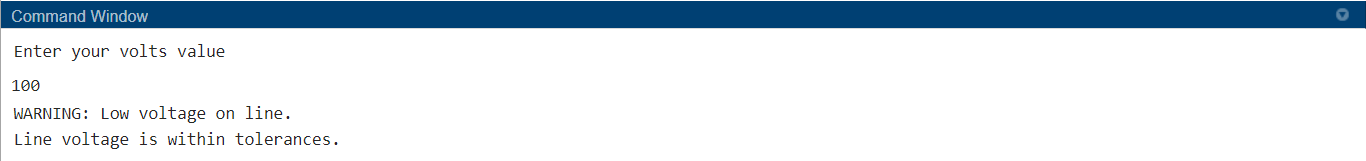 Command Window
Enter your volts value
100
WARNING: Low voltage on line.
Line voltage is within tolerances.